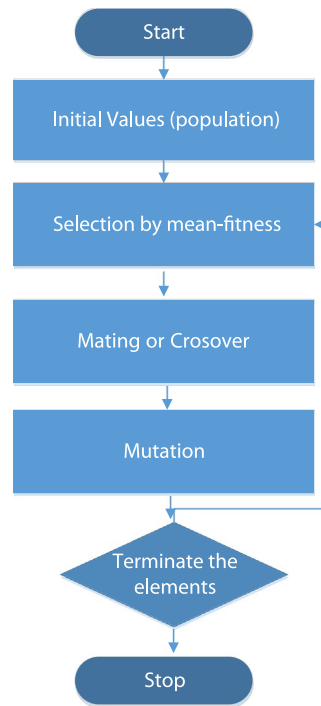 Start
Initial Values (population)
Selection by mean-fitness
Mating or Crosover
Mutation
Terminate the
elements
Stop